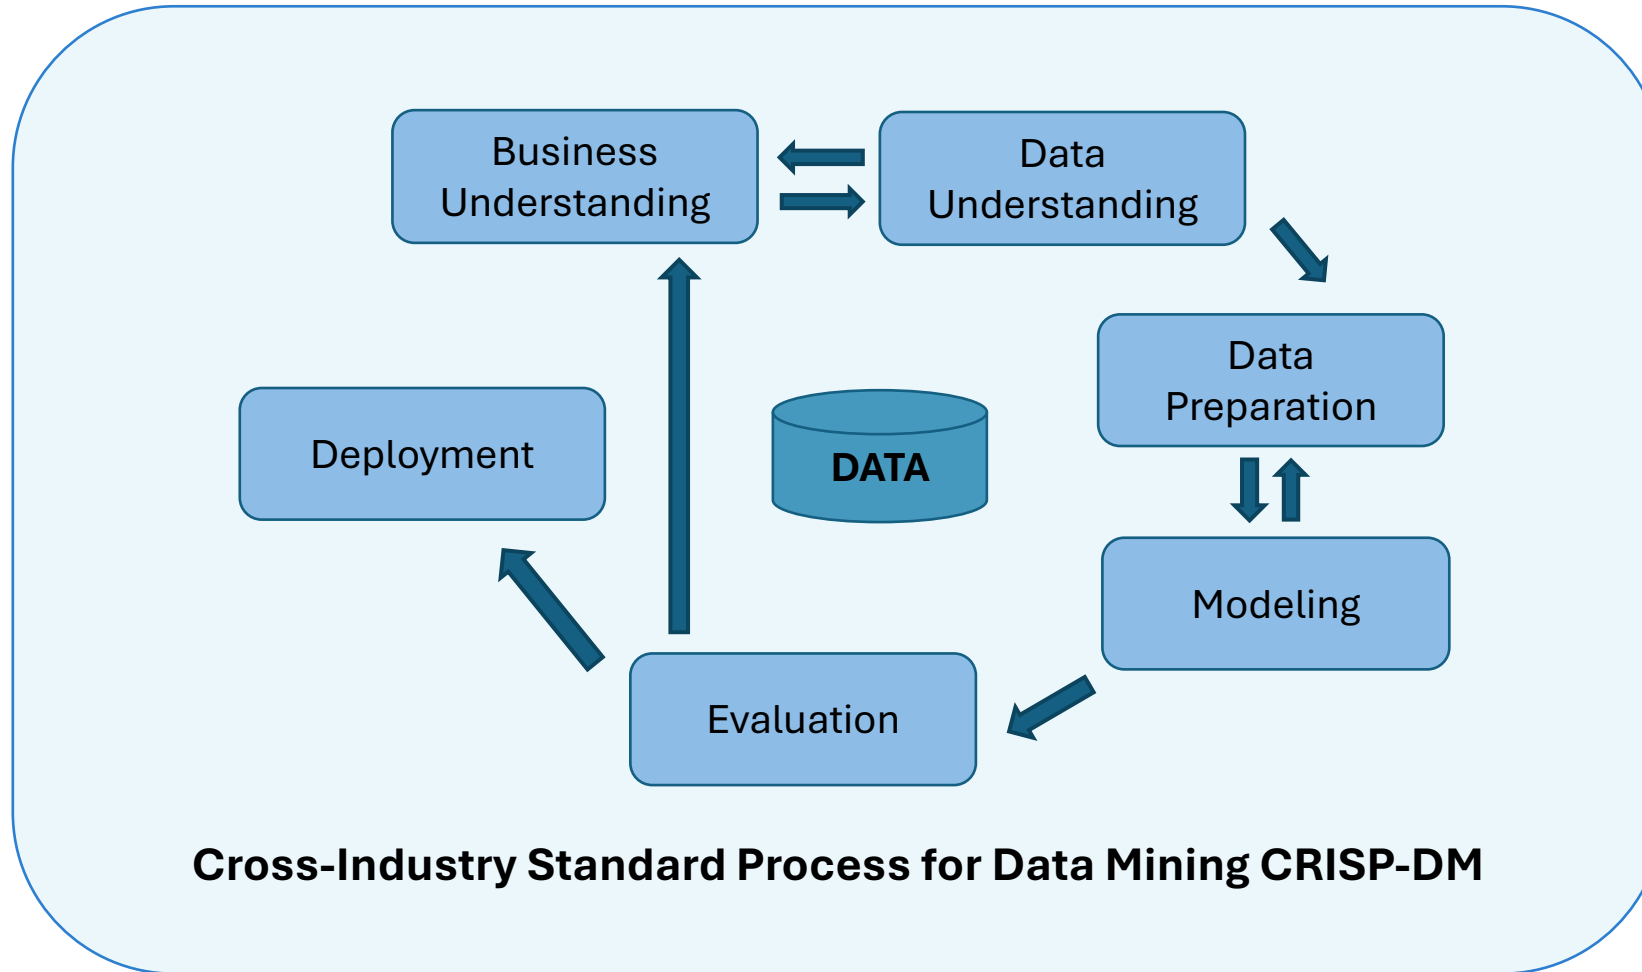 Business
Understanding
Data
Understanding
Data
Preparation
Deployment
DATA
Modeling
Evaluation
Cross-Industry Standard Process for Data Mining CRISP-DM